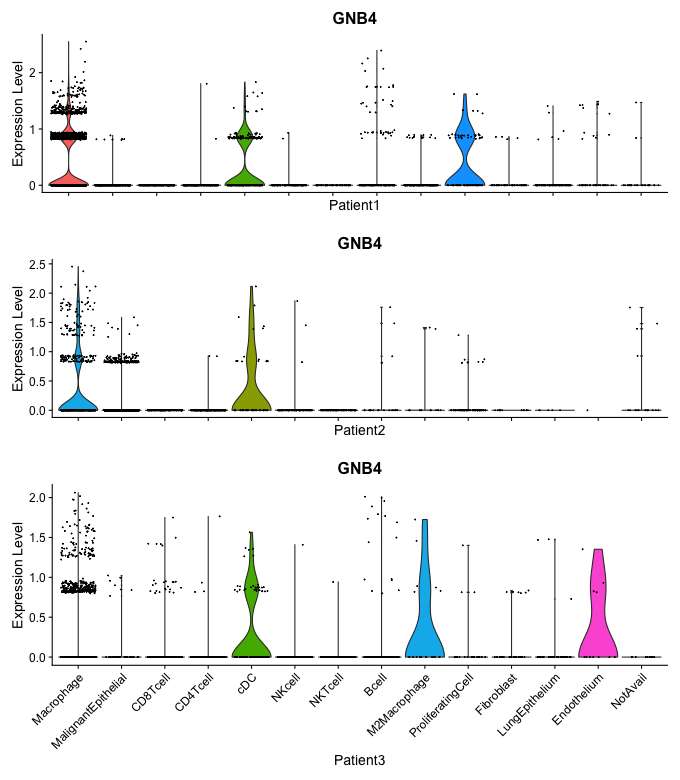 GNB4
Expression Level
2
1
0
Patient1
GNB4
Expression Level
2.5
2.0
1.5
1.0
0.5
0.0
Patient2
GNB4
Expression Level
2.0
1.5
1.0
0.5
0.0
Macrophage
MalignantEpithelial
CD8Tcell
CD4Tcell
cDC
NKcell
NKTcell
Bcell
M2Macrophage
ProliferatingCell
Fibroblast
LungEpithelium
Endothelium
NotAvail
Patient3